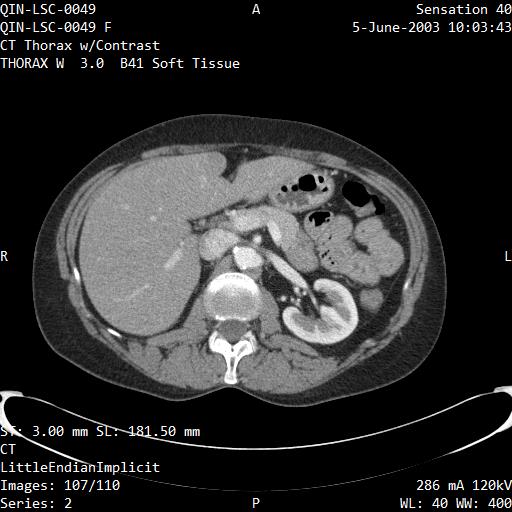 QIN-LSC-0049
A
Sensation 40
QIN-LSC-0049 F
5-June-2003 10:03:43
CT Thorax w/Contrast
THORAX W 3.0 B41 Soft Tissue
R
L
ST: 3.00 mm SL: 181.50 mm
CT
LittleEndianImplicit
Images: 107/110
286 mA 120kV
Series: 2
P
WL: 40 WW: 400